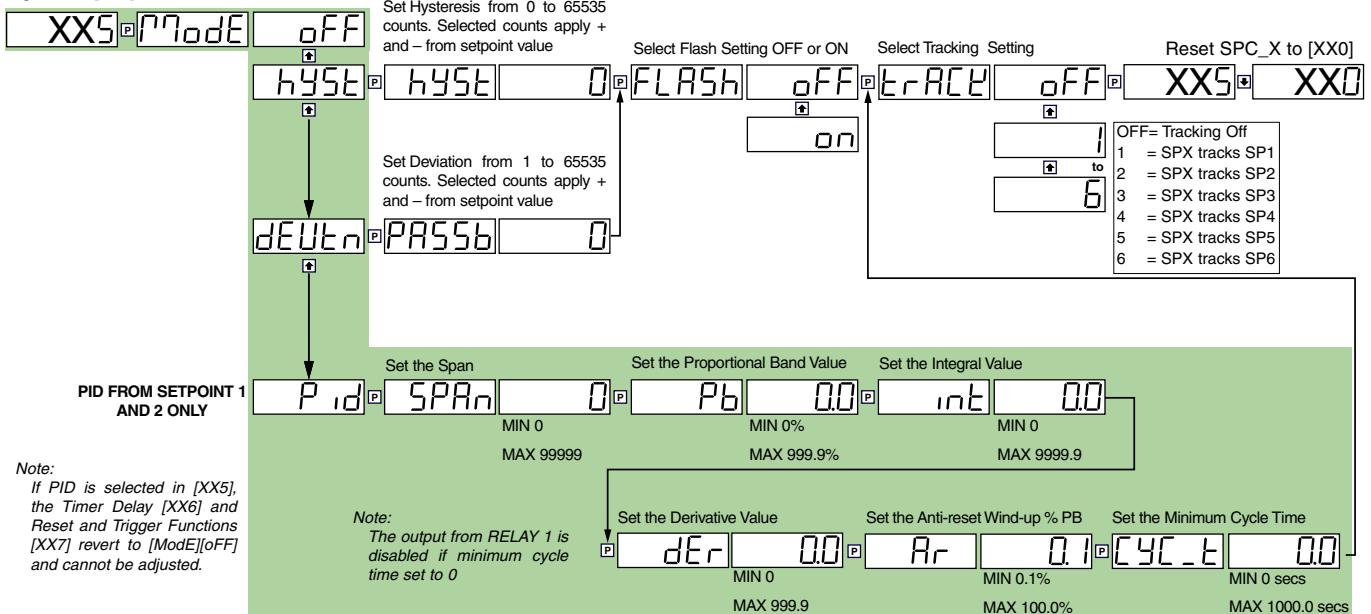 XX5 P ModE oFF
Set Hysteresis from 0 to 65535
counts. Selected counts apply +
and – from setpoint value
hYSt P hYSt 0 P
Select Flash Setting OFF or ON
FLASh oFF P
on
Select Tracking Setting
trACK oFF P
1
to
6
Reset SPC_X to [XX0]
XX5 XX0
OFF= Tracking Off
1 = SPX tracks SP1
2 = SPX tracks SP2
3 = SPX tracks SP3
4 = SPX tracks SP4
5 = SPX tracks SP5
6 = SPX tracks SP6
Set Deviation from 1 to 65535
counts. Selected counts apply +
and – from setpoint value
dEVtn P PASSb 0
PID FROM SETPOINT 1
AND 2 ONLY
Pid P
Set the Span
SPAn 0 P
MIN 0
MAX 99999
Set the Proportional Band Value
Pb 0.0 P
MIN 0%
MAX 999.9%
Set the Integral Value
int 0.0
MIN 0
MAX 9999.9
Note:
If PID is selected in [XX5],
the Timer Delay [XX6] and
Reset and Trigger Functions
[XX7] revert to [ModE][oFF]
and cannot be adjusted.
Note:
The output from RELAY 1 is
disabled if minimum cycle
time set to 0
Set the Derivative Value
P dEr 0.0 P
MIN 0
MAX 999.9
Set the Anti-reset Wind-up % PB
Ar 0.1 P
MIN 0.1%
MAX 100.0%
Set the Minimum Cycle Time
CYC_t 0.0
MIN 0 secs
MAX 1000.0 secs